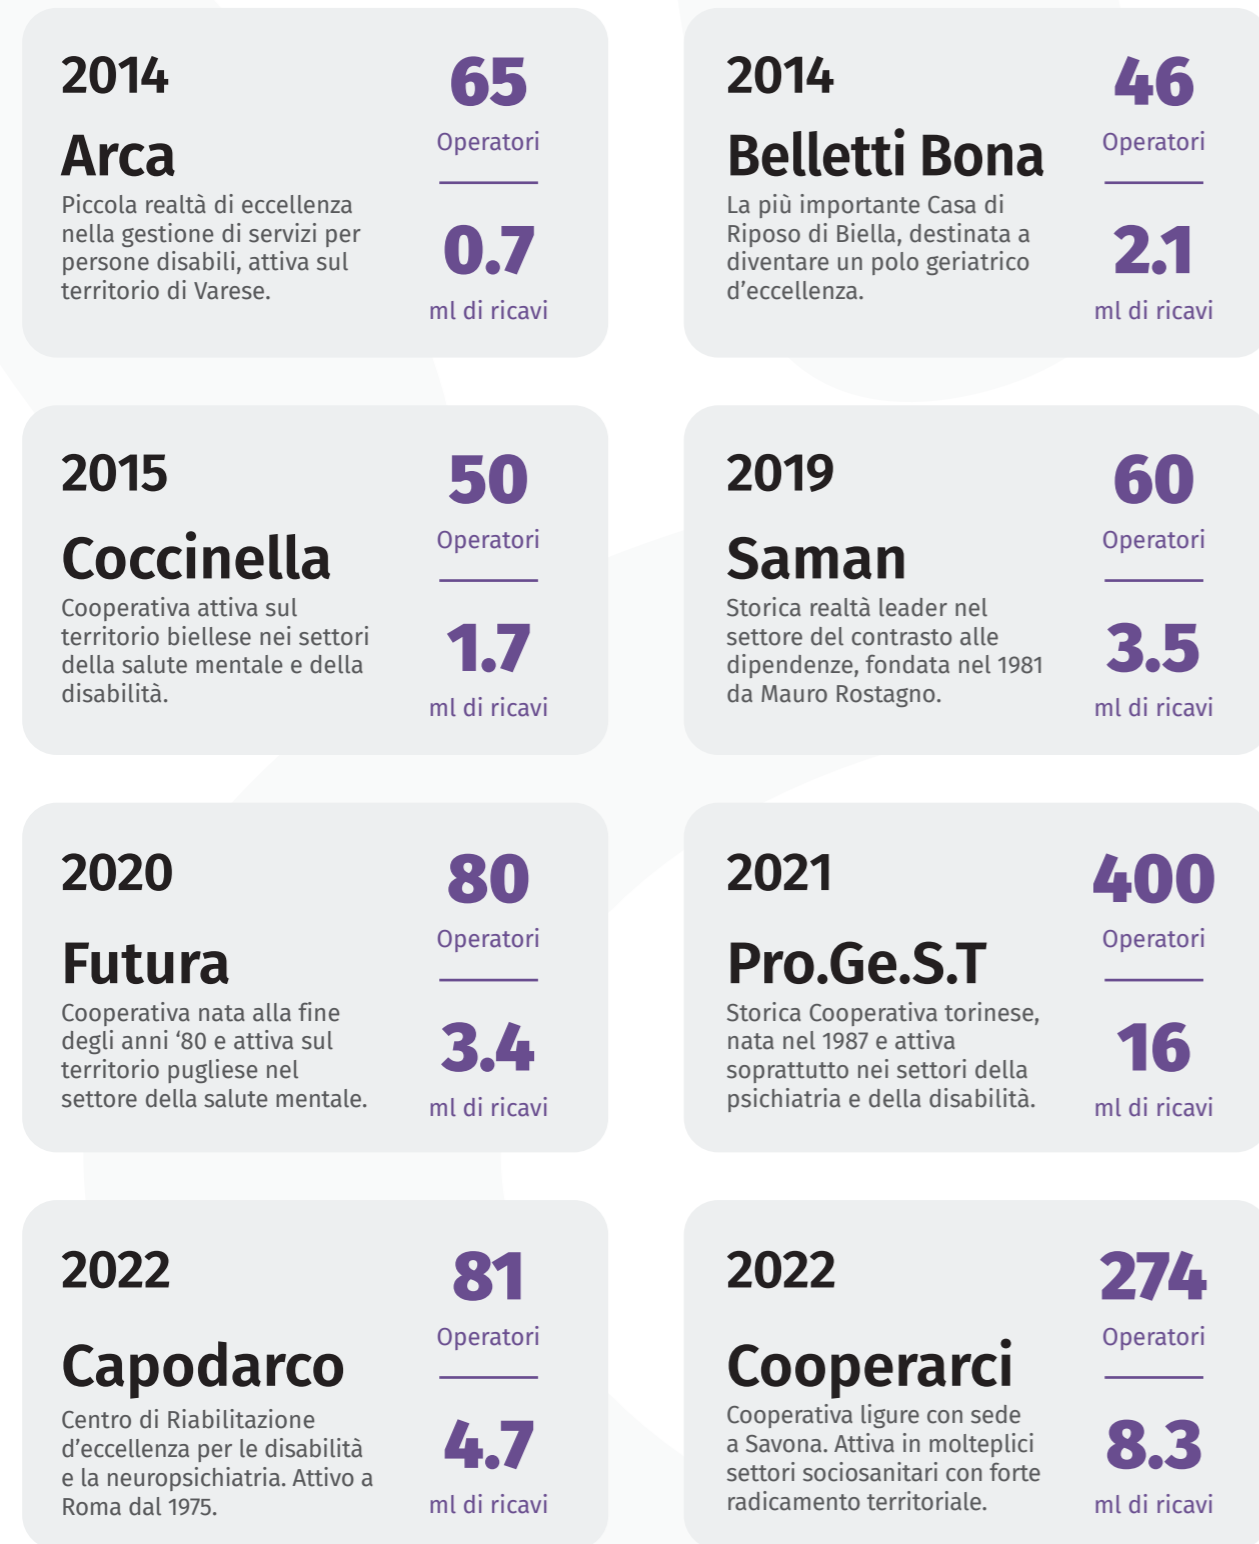 2014
Arca
Piccola realtà di eccellenza
nella gestione di servizi per
persone disabili, attiva sul
territorio di Varese.
65
Operatori
0.7
ml di ricavi
2014
Belletti Bona
La più importante Casa di
Riposo di Biella, destinata a
diventare un polo geriatrico
d’eccellenza.
46
Operatori
2.1
ml di ricavi
2015
Coccinella
Cooperativa attiva sul
territorio biellese nei settori
della salute mentale e della
disabilità.
50
Operatori
1.7
ml di ricavi
2019
Saman
Storica realtà leader nel
settore del contrasto alle
dipendenze, fondata nel 1981
da Mauro Rostagno.
60
Operatori
3.5
ml di ricavi
2020
Futura
Cooperativa nata alla fine
degli anni ‘80 e attiva sul
territorio pugliese nel
settore della salute mentale.
80
Operatori
3.4
ml di ricavi
2021
Pro.Ge.S.T
Storica Cooperativa torinese,
nata nel 1987 e attiva
soprattutto nei settori della
psichiatria e della disabilità.
400
Operatori
16
ml di ricavi
2022
Capodarco
Centro di Riabilitazione
d’eccellenza per le disabilità
e la neuropsichiatria. Attivo a
Roma dal 1975.
81
Operatori
4.7
ml di ricavi
2022
Cooperarci
Cooperativa ligure con sede
a Savona. Attiva in molteplici
settori sociosanitari con forte
radicamento territoriale.
274
Operatori
8.3
ml di ricavi